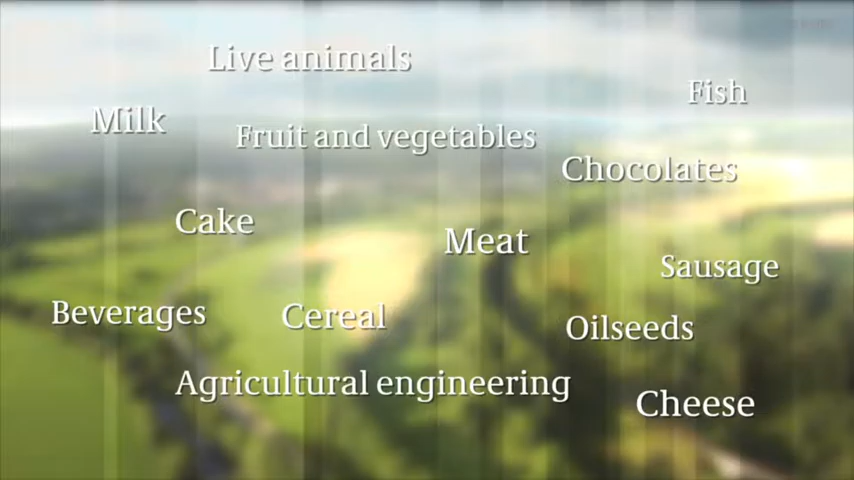 Live animals
Fish
Milk
Fruit and vegetables
Chocolates
Cake
Meat
Sausage
Beverages
Cereal
Oilseeds
Agricultural engineering
Cheese